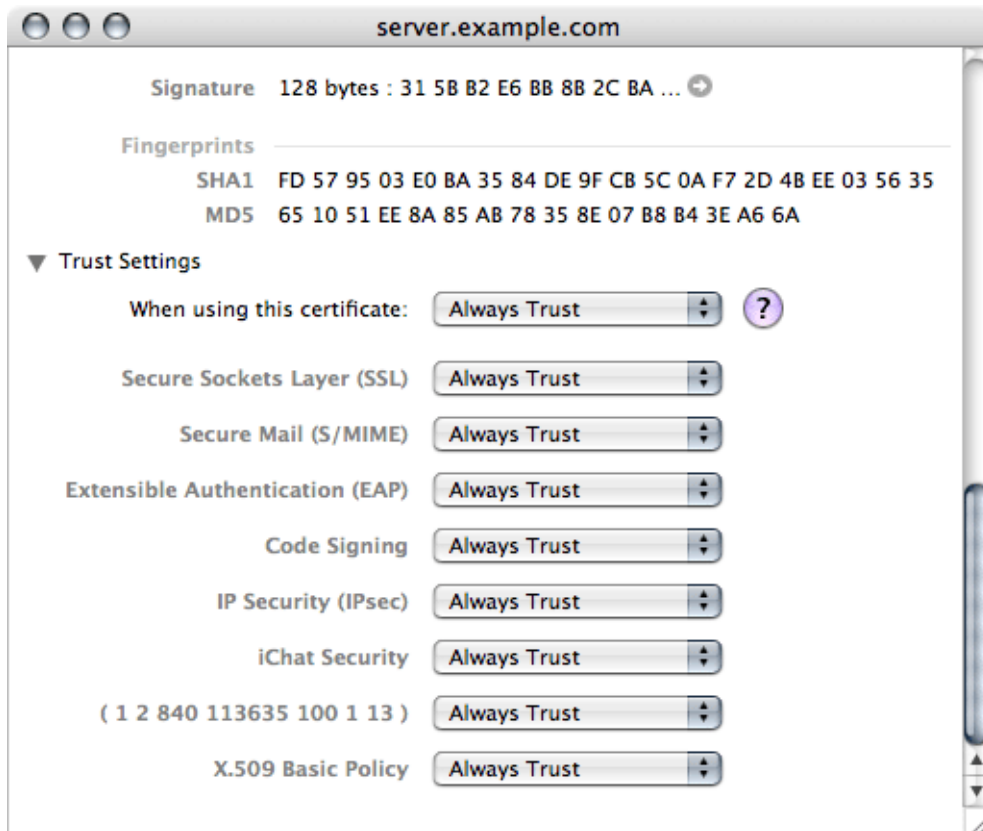 server.example.com
Signature 128 bytes : 31 5B B2 E6 BB 8B 2C BA ...
Fingerprints
SHA1 FD 57 95 03 E0 BA 35 84 DE 9F CB 5C 0A F7 2D 4B EE 03 56 35
MD5 65 10 51 EE 8A 85 AB 78 35 8E 07 B8 B4 3E A6 6A
Trust Settings
When using this certificate: Always Trust ?
Secure Sockets Layer (SSL) Always Trust
Secure Mail (S/MIME) Always Trust
Extensible Authentication (EAP) Always Trust
Code Signing Always Trust
IP Security (IPsec) Always Trust
iChat Security Always Trust
( 1 2 840 113635 100 1 13 ) Always Trust
X.509 Basic Policy Always Trust